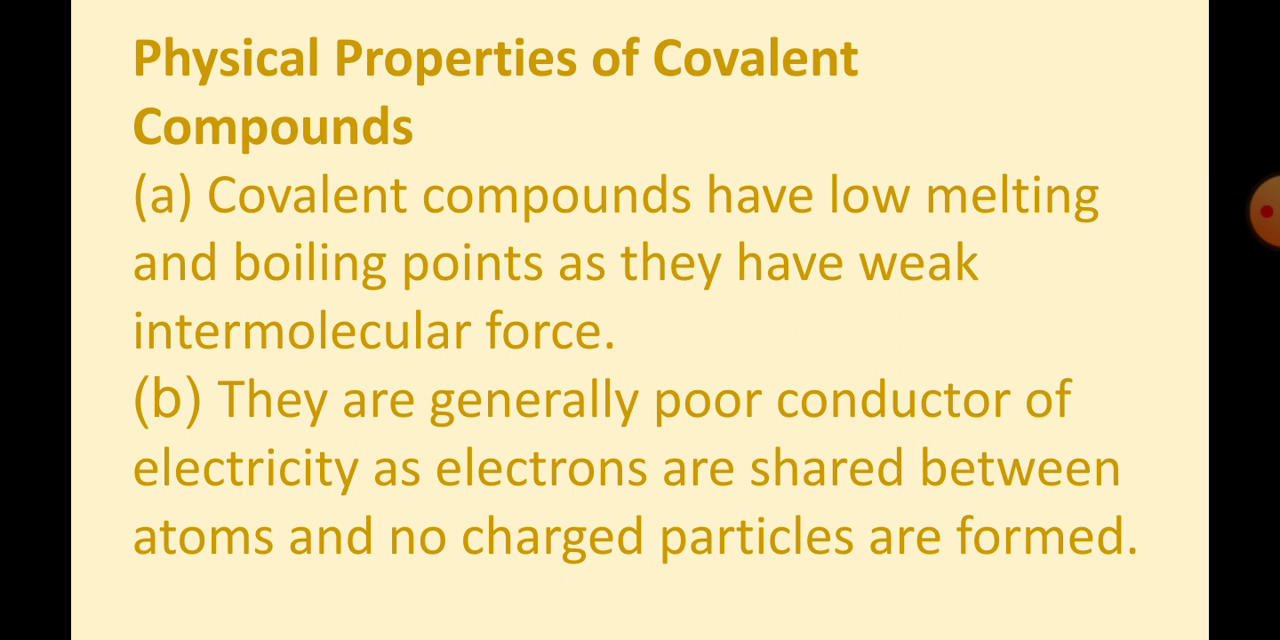 Physical Properties of Covalent
Compounds
(a) Covalent compounds have low melting
and boiling points as they have weak
intermolecular force.
(b) They are generally poor conductor of
electricity as electrons are shared between
atoms and no charged particles are formed.